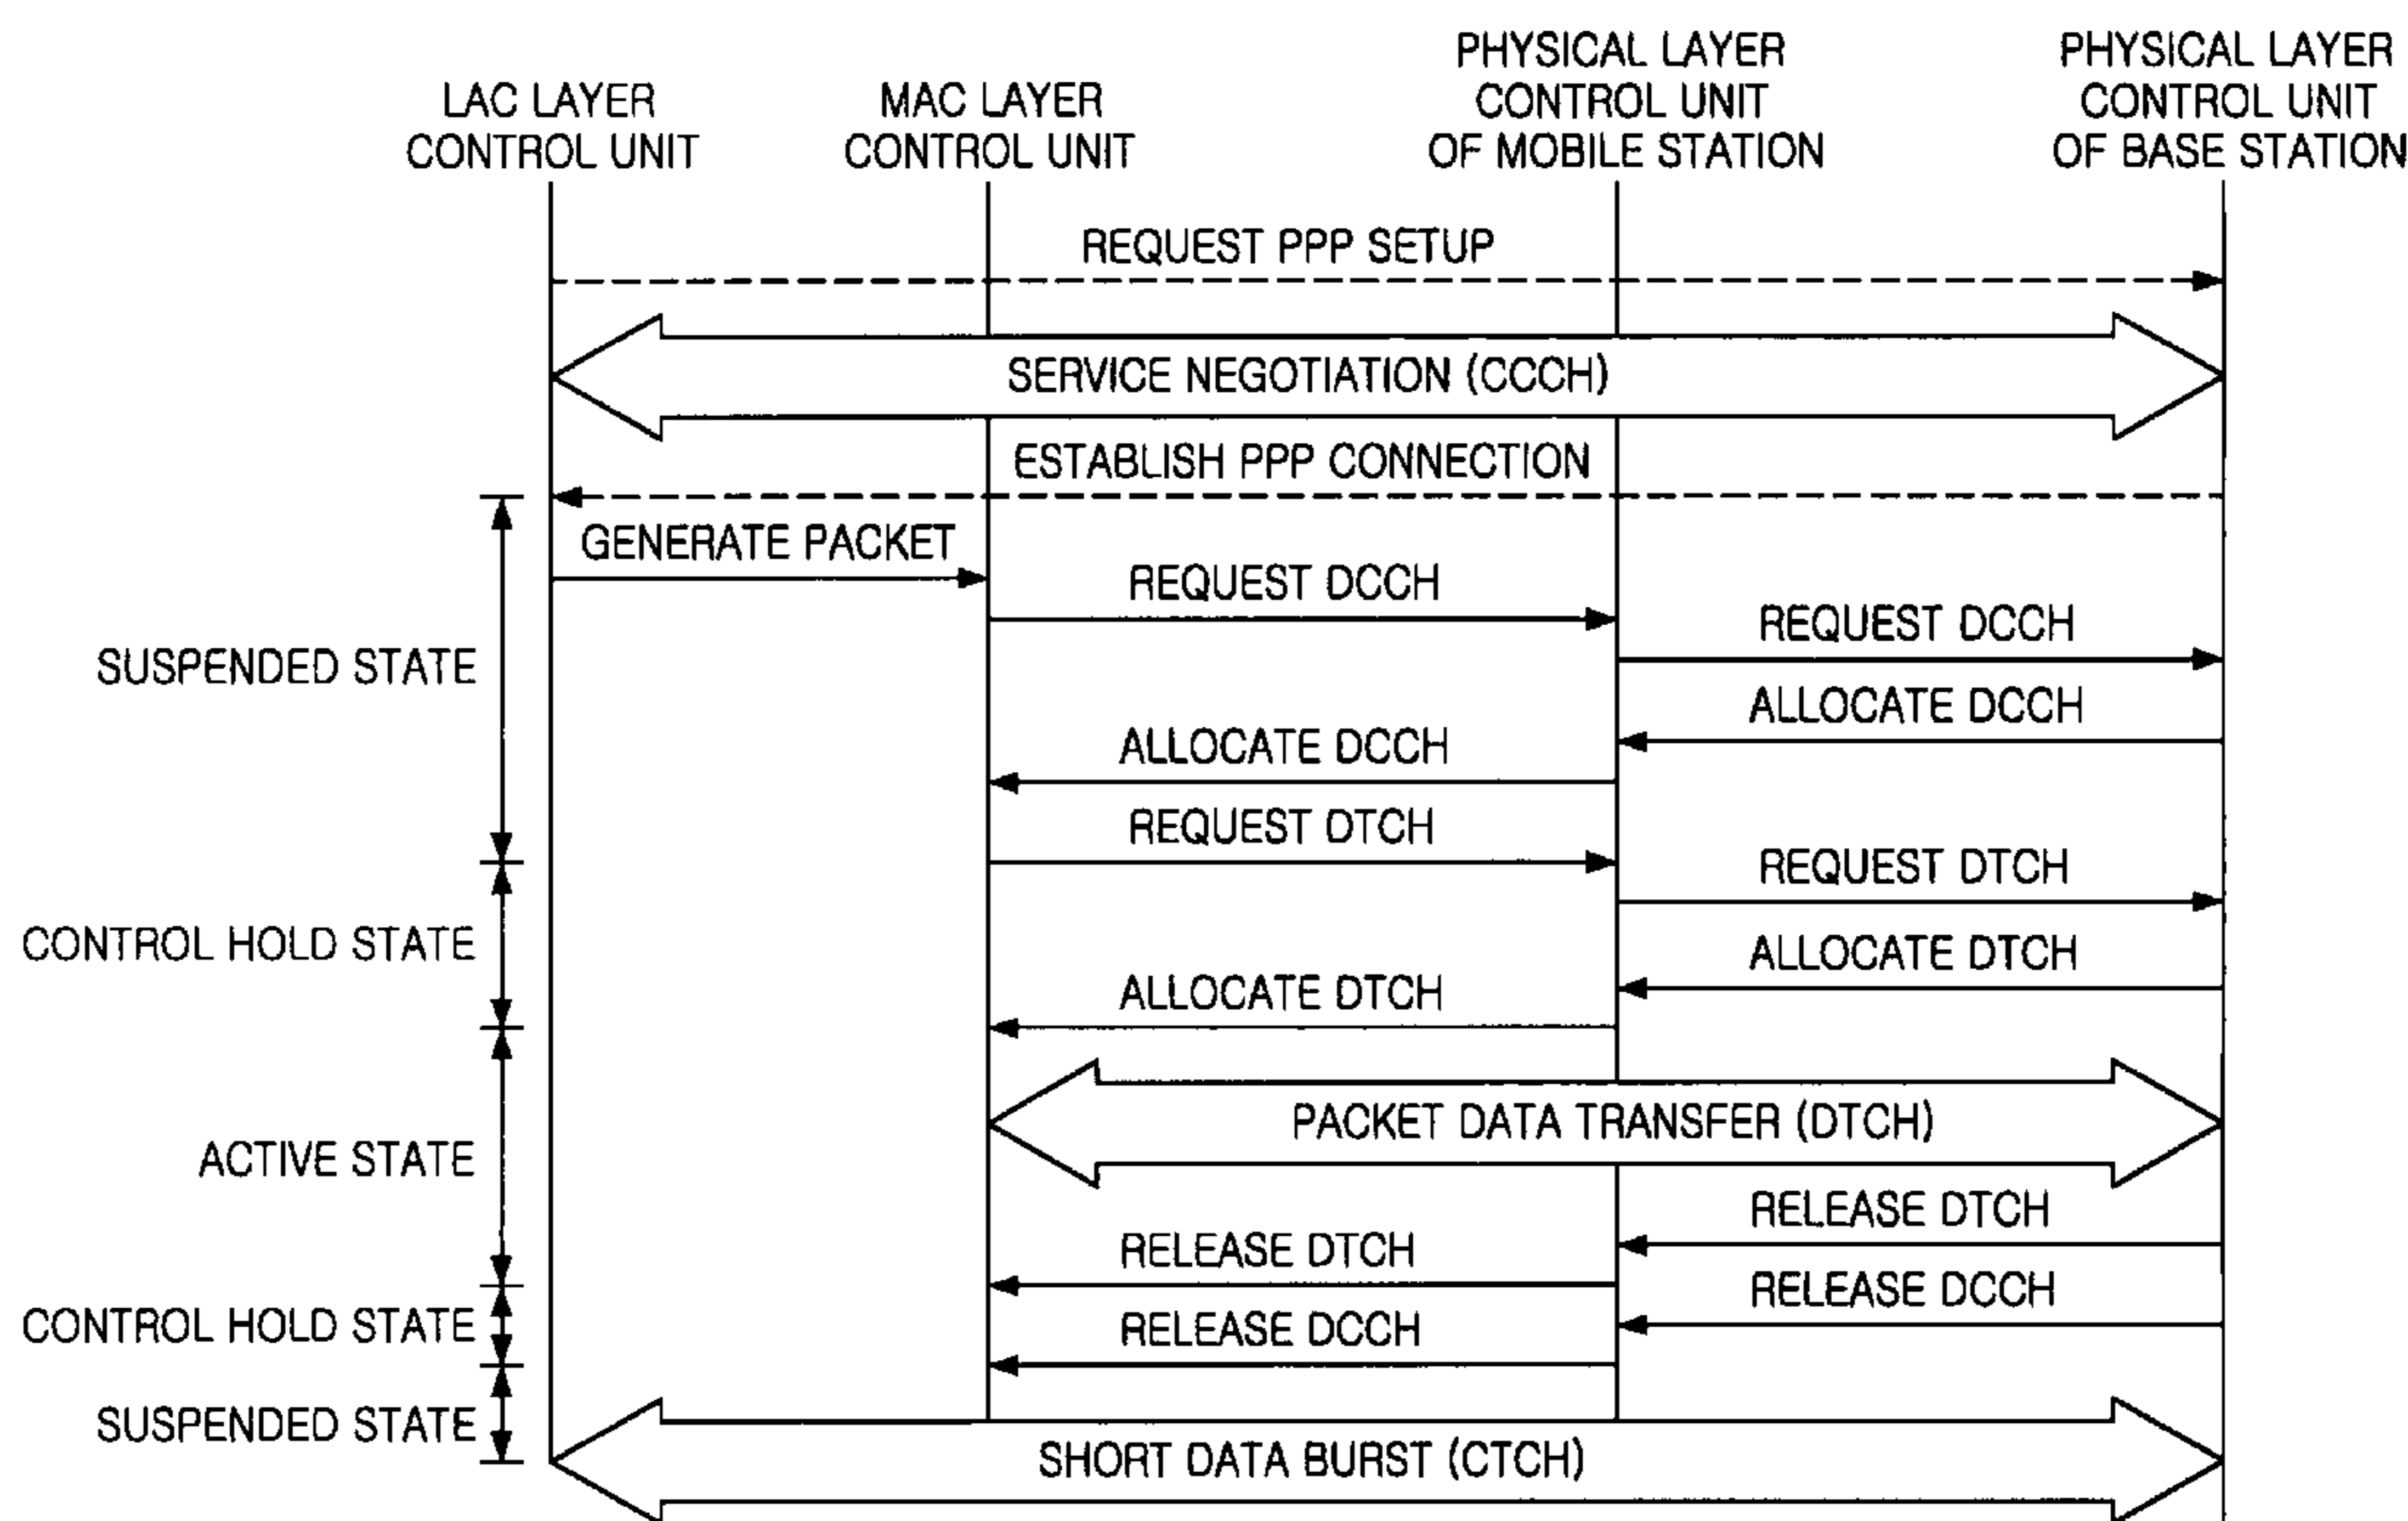 LAC LAYER
CONTROL UNIT
MAC LAYER
CONTROL UNIT
PHYSICAL LAYER
CONTROL UNIT
OF MOBILE STATION
PHYSICAL LAYER
CONTROL UNIT
OF BASE STATION
REQUEST PPP SETUP
SERVICE NEGOTIATION (CCCH)
ESTABLISH PPP CONNECTION
GENERATE PACKET
REQUEST DCCH
REQUEST DCCH
SUSPENDED STATE
ALLOCATE DCCH
ALLOCATE DCCH
REQUEST DTCH
REQUEST DTCH
CONTROL HOLD STATE
ALLOCATE DTCH
ALLOCATE DTCH
PACKET DATA TRANSFER (DTCH)
ACTIVE STATE
RELEASE DTCH
RELEASE DTCH
RELEASE DCCH
CONTROL HOLD STATE
RELEASE DCCH
SUSPENDED STATE
SHORT DATA BURST (CTCH)